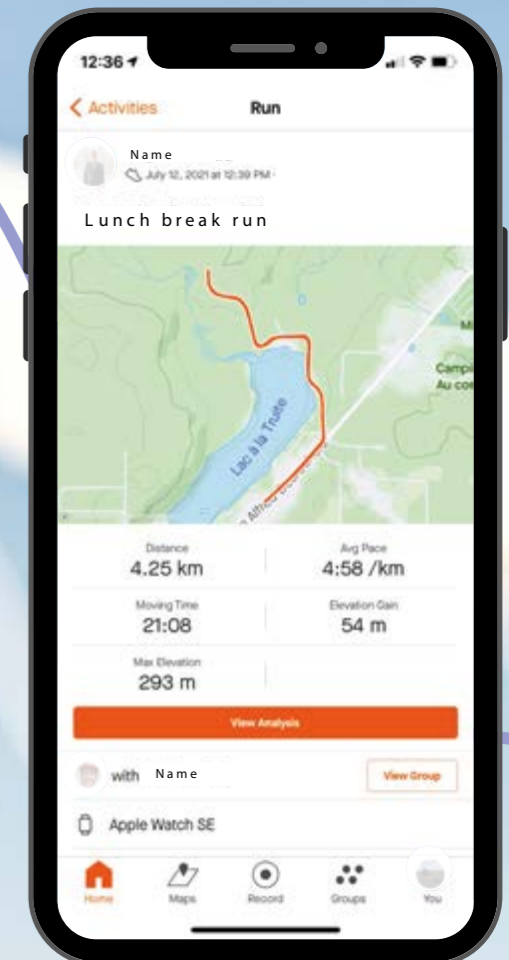 12:36
Activities
Run
Name
July 12, 2021 at 12:39 PM ·
Lunch break run
Lac à la Truite
Alfred
Distance
Avg Pace
4.25 km
4:58 /km
Moving Time
Elevation Gain
21:08
54 m
Max Elevation
293 m
View Analysis
with Name
View Group
Apple Watch SE
Home
Maps
Record
Groups
You